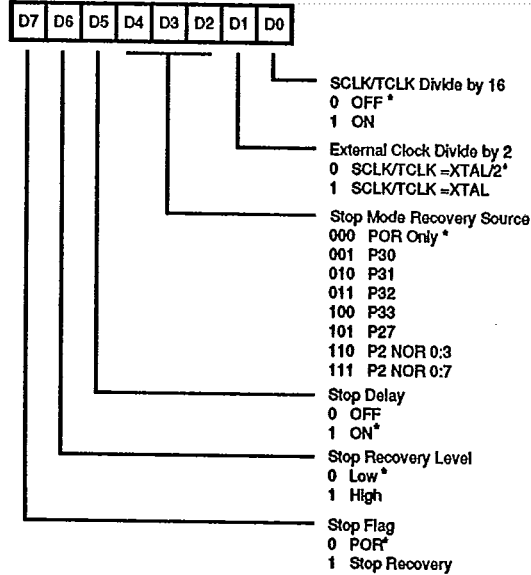 D7 D6 D5 D4 D3 D2 D1 D0
SCLK/TCLK Divide by 16
0 OFF *
1 ON
External Clock Divide by 2
0 SCLK/TCLK =XTAL/2*
1 SCLK/TCLK =XTAL
Stop Mode Recovery Source
000 POR Only *
001 P30
010 P31
011 P32
100 P33
101 P27
110 P2 NOR 0:3
111 P2 NOR 0:7
Stop Delay
0 OFF
1 ON*
Stop Recovery Level
0 Low *
1 High
Stop Flag
0 POR*
1 Stop Recovery